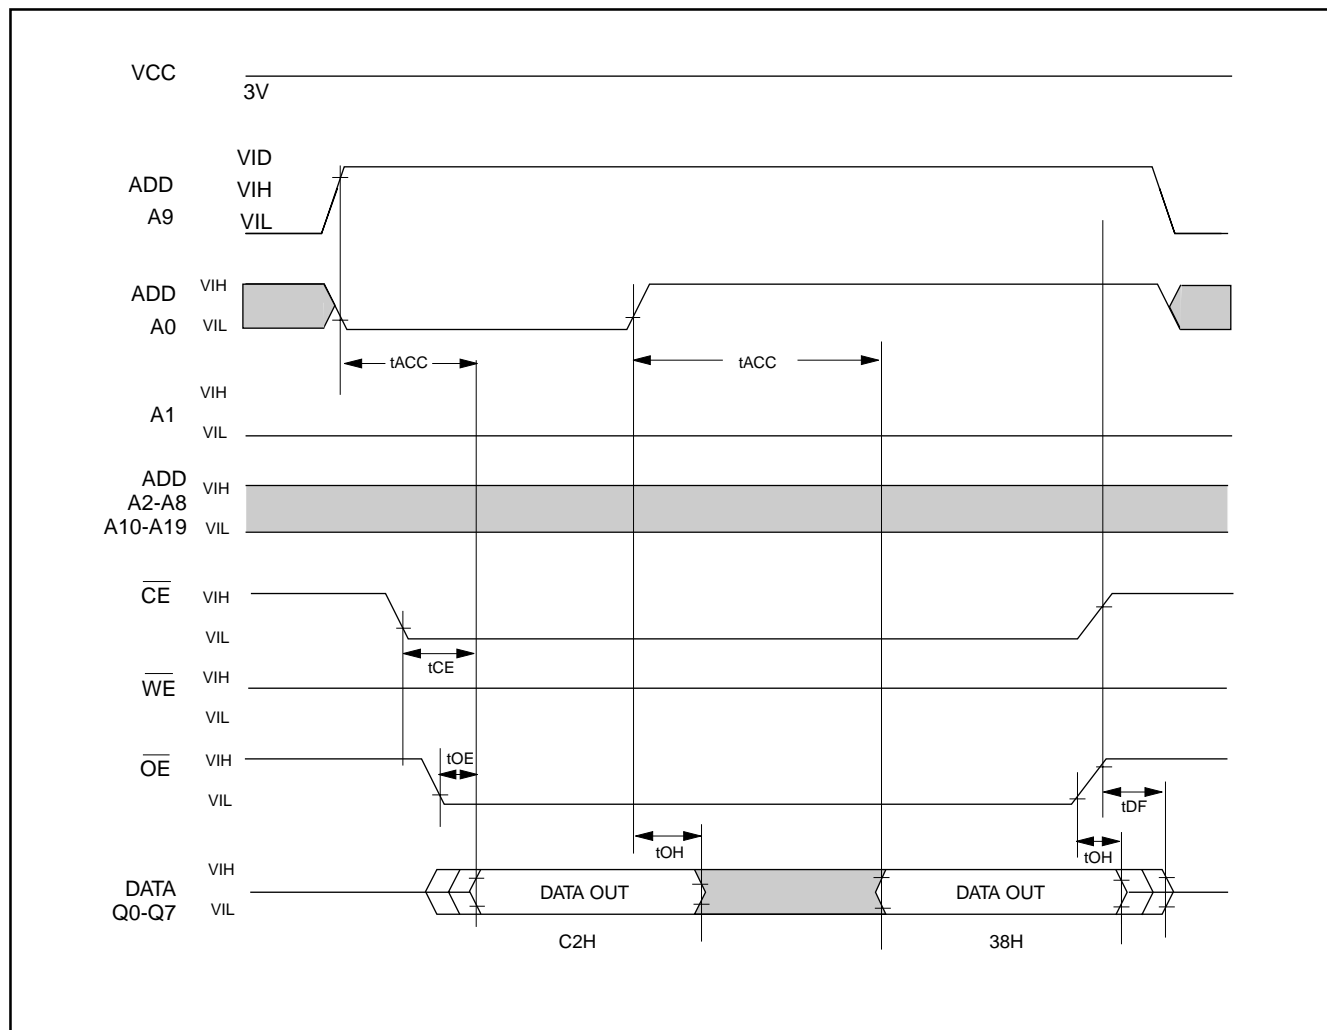 VCC
3V
VID
ADD VIH
A9 VIL
ADD VIH
A0 VIL
tACC tACC
VIH
A1
VIL
ADD
VIH
A2-A8
A10-A19 VIL
CE VIH
VIL
tCE
WE VIH
VIL
OE VIH
tOE
VIL
tDF
tOH
tOH
VIH
DATA DATA OUT DATA OUT
Q0-Q7 VIL
C2H 38H